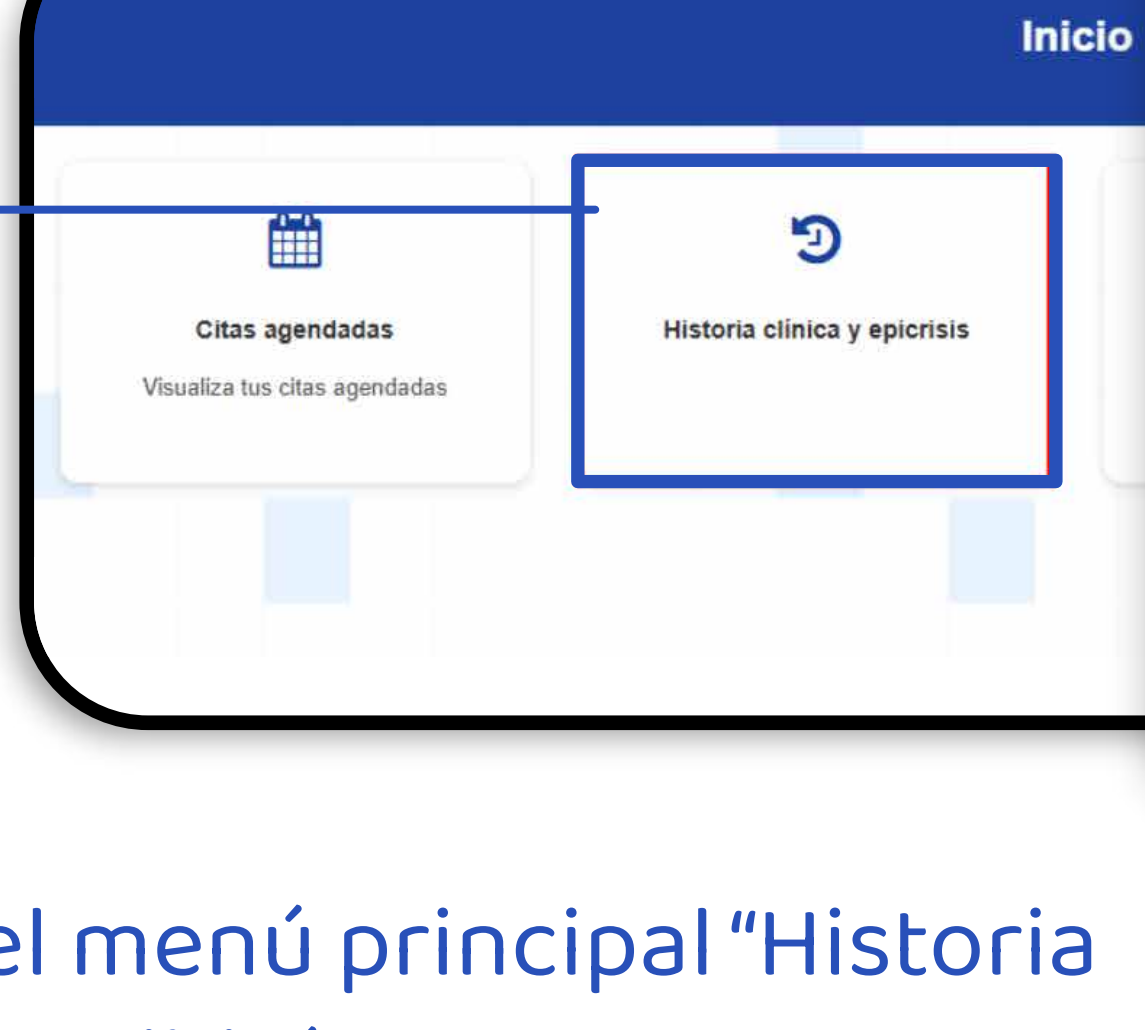 Inicio
Citas agendadas
Historia clínica y epicrisis
Visualiza tus citas agendadas
el menú principal “Historia